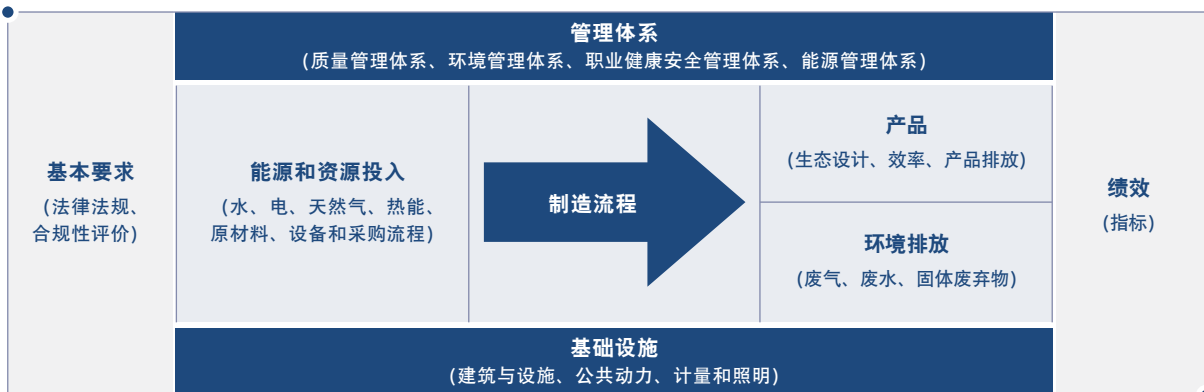 管理体系
(质量管理体系、环境管理体系、职业健康安全管理体系、能源管理体系)
基本要求
(法律法规、
合规性评价)
能源和资源投入
(水、电、天然气、热能、
原材料、设备和采购流程)
制造流程
产品
(生态设计、效率、产品排放)
环境排放
(废气、废水、固体废弃物)
绩效
(指标)
基础设施
(建筑与设施、公共动力、计量和照明)